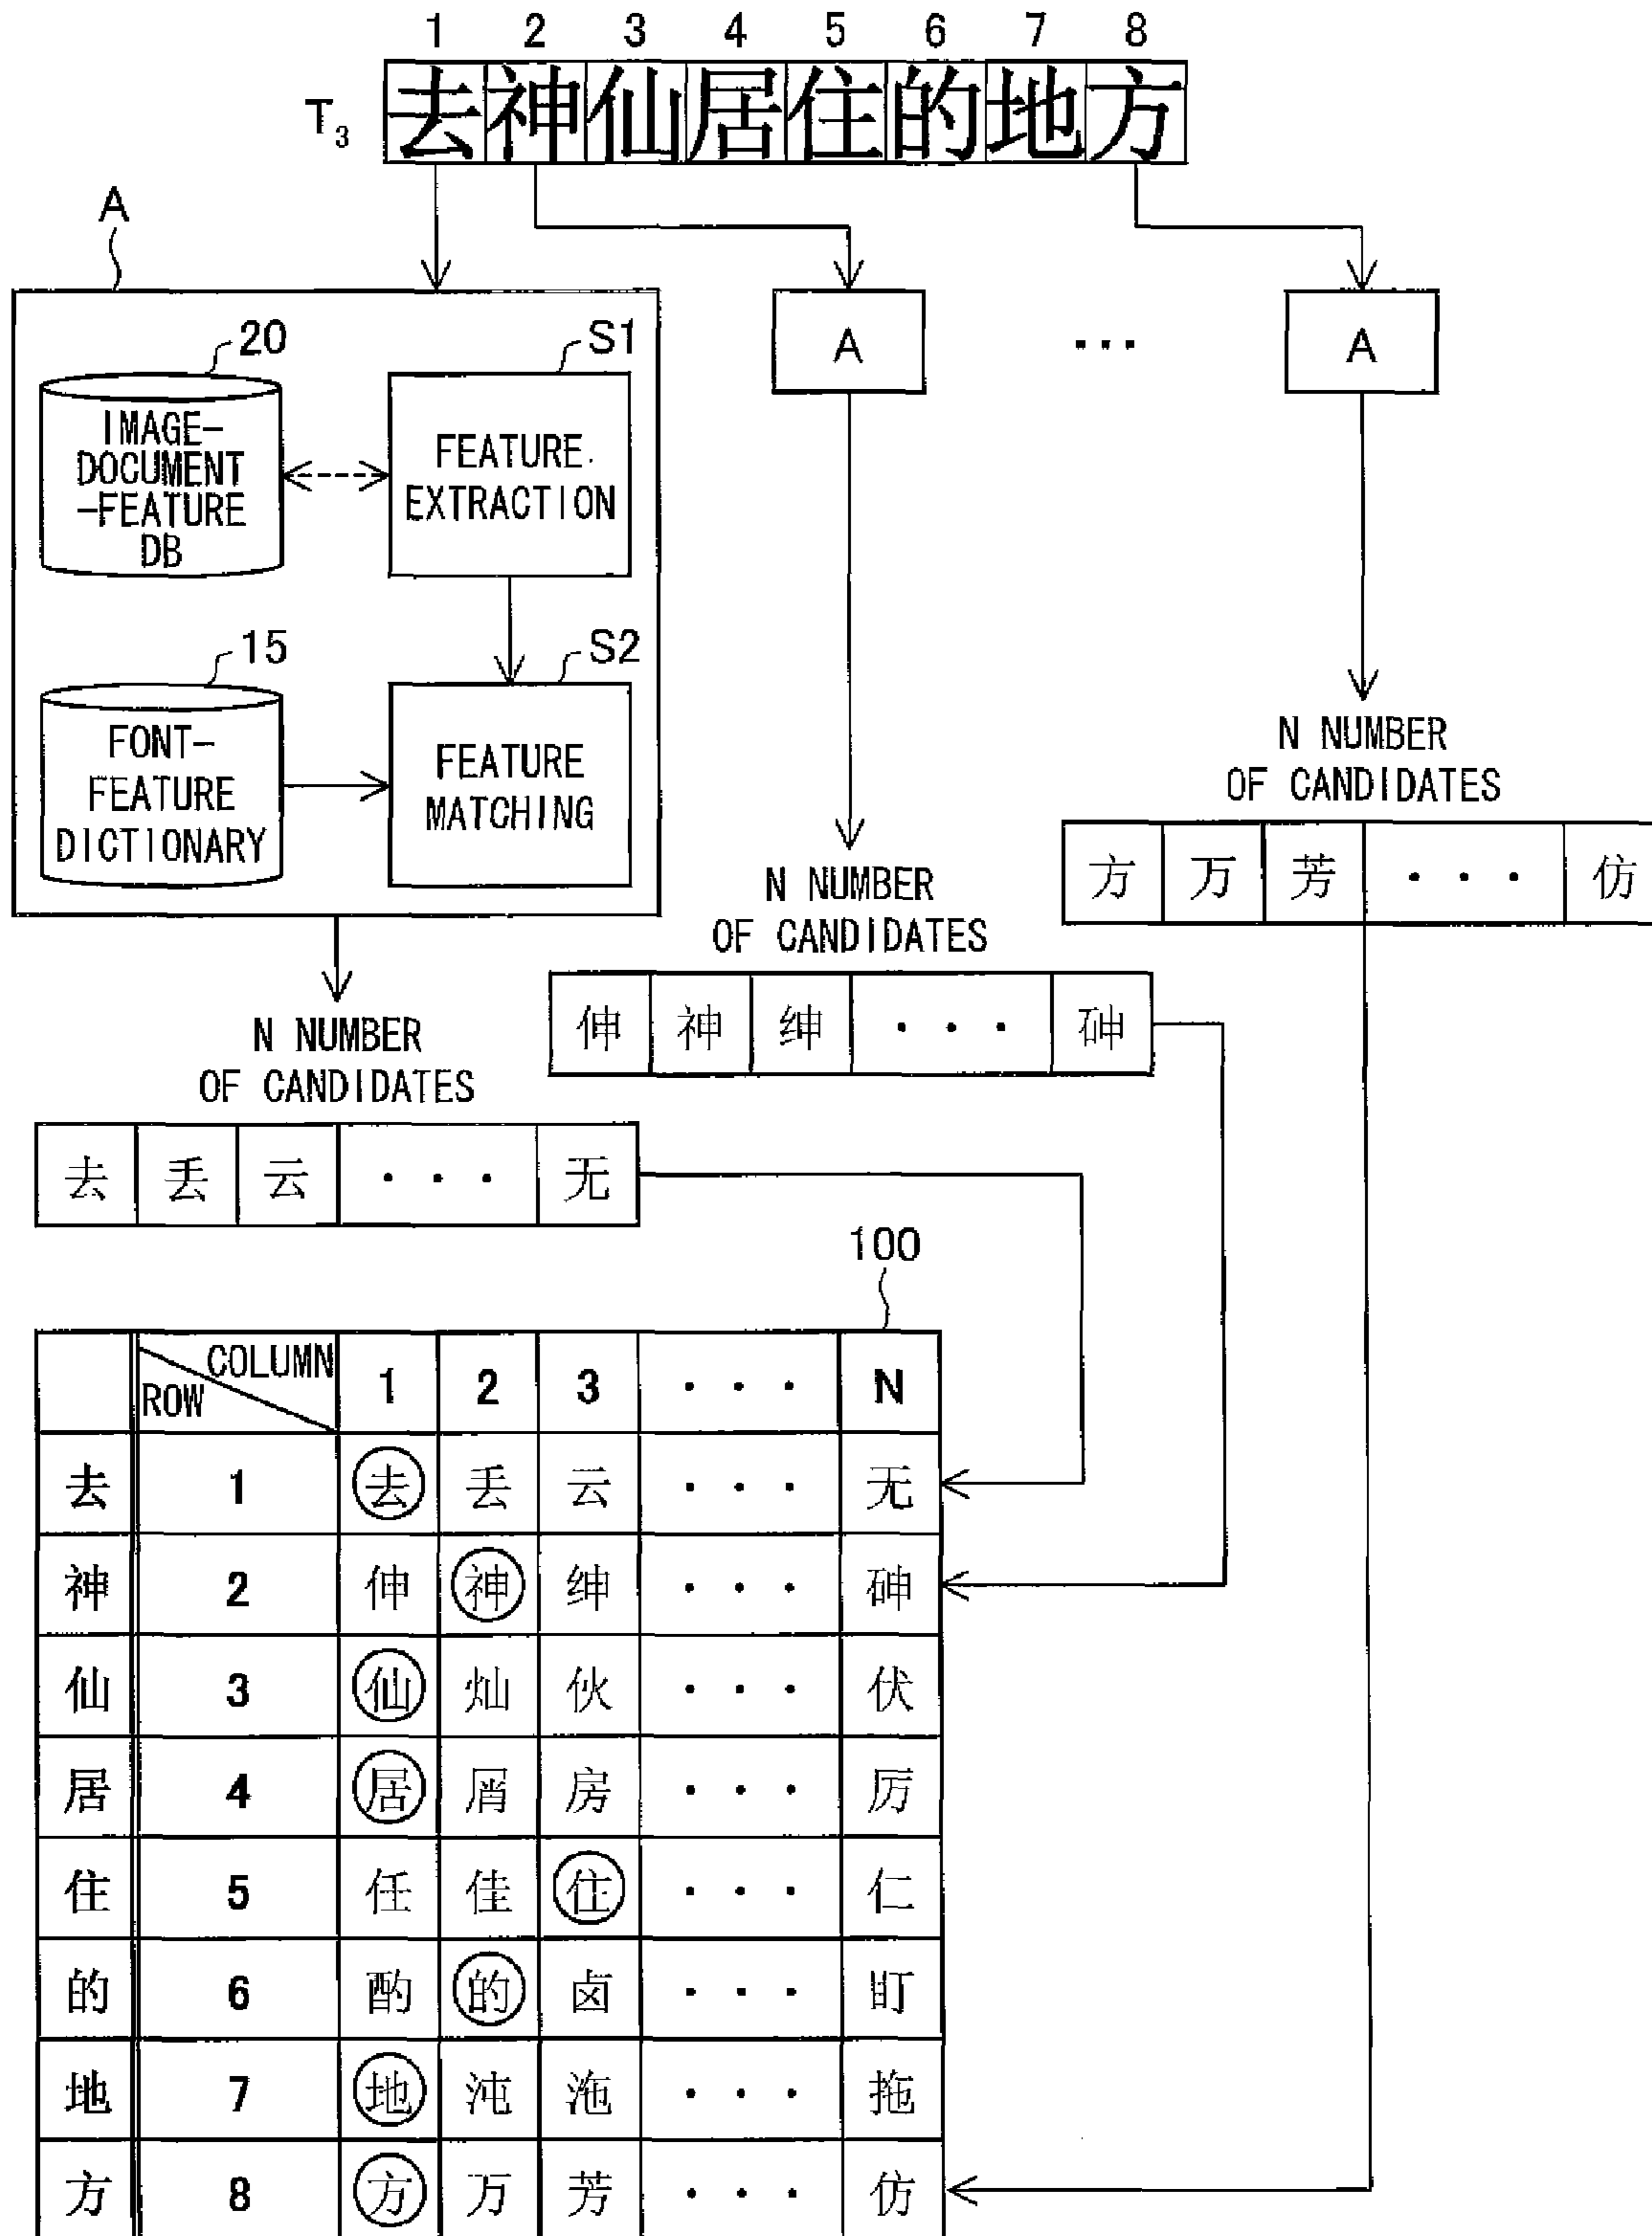 1 2 3 4 5 6 7 8
T3 去神仙居住的地方
A
20 S1
IMAGE-
DOCUMENT
-FEATURE
DB
FEATURE
EXTRACTION
A ... A
15 S2
FONT-
FEATURE
DICTIONARY
FEATURE
MATCHING
N NUMBER
OF CANDIDATES
方 万 芳 ・・・ 仿
N NUMBER
OF CANDIDATES
伸 神 绅 ・・・ 砷
N NUMBER
OF CANDIDATES
去 丢 云 ・・・ 无
100
COLUMN
ROW 1 2 3 ・・・ N
去 1 去 丢 云 ・・・ 无
神 2 伸 神 绅 ・・・ 砷
仙 3 仙 灿 伙 ・・・ 伏
居 4 居 屑 房 ・・・ 厉
住 5 任 佳 住 ・・・ 仁
的 6 酌 的 卤 ・・・ 盯
地 7 地 沌 沲 ・・・ 拖
方 8 方 万 芳 ・・・ 仿